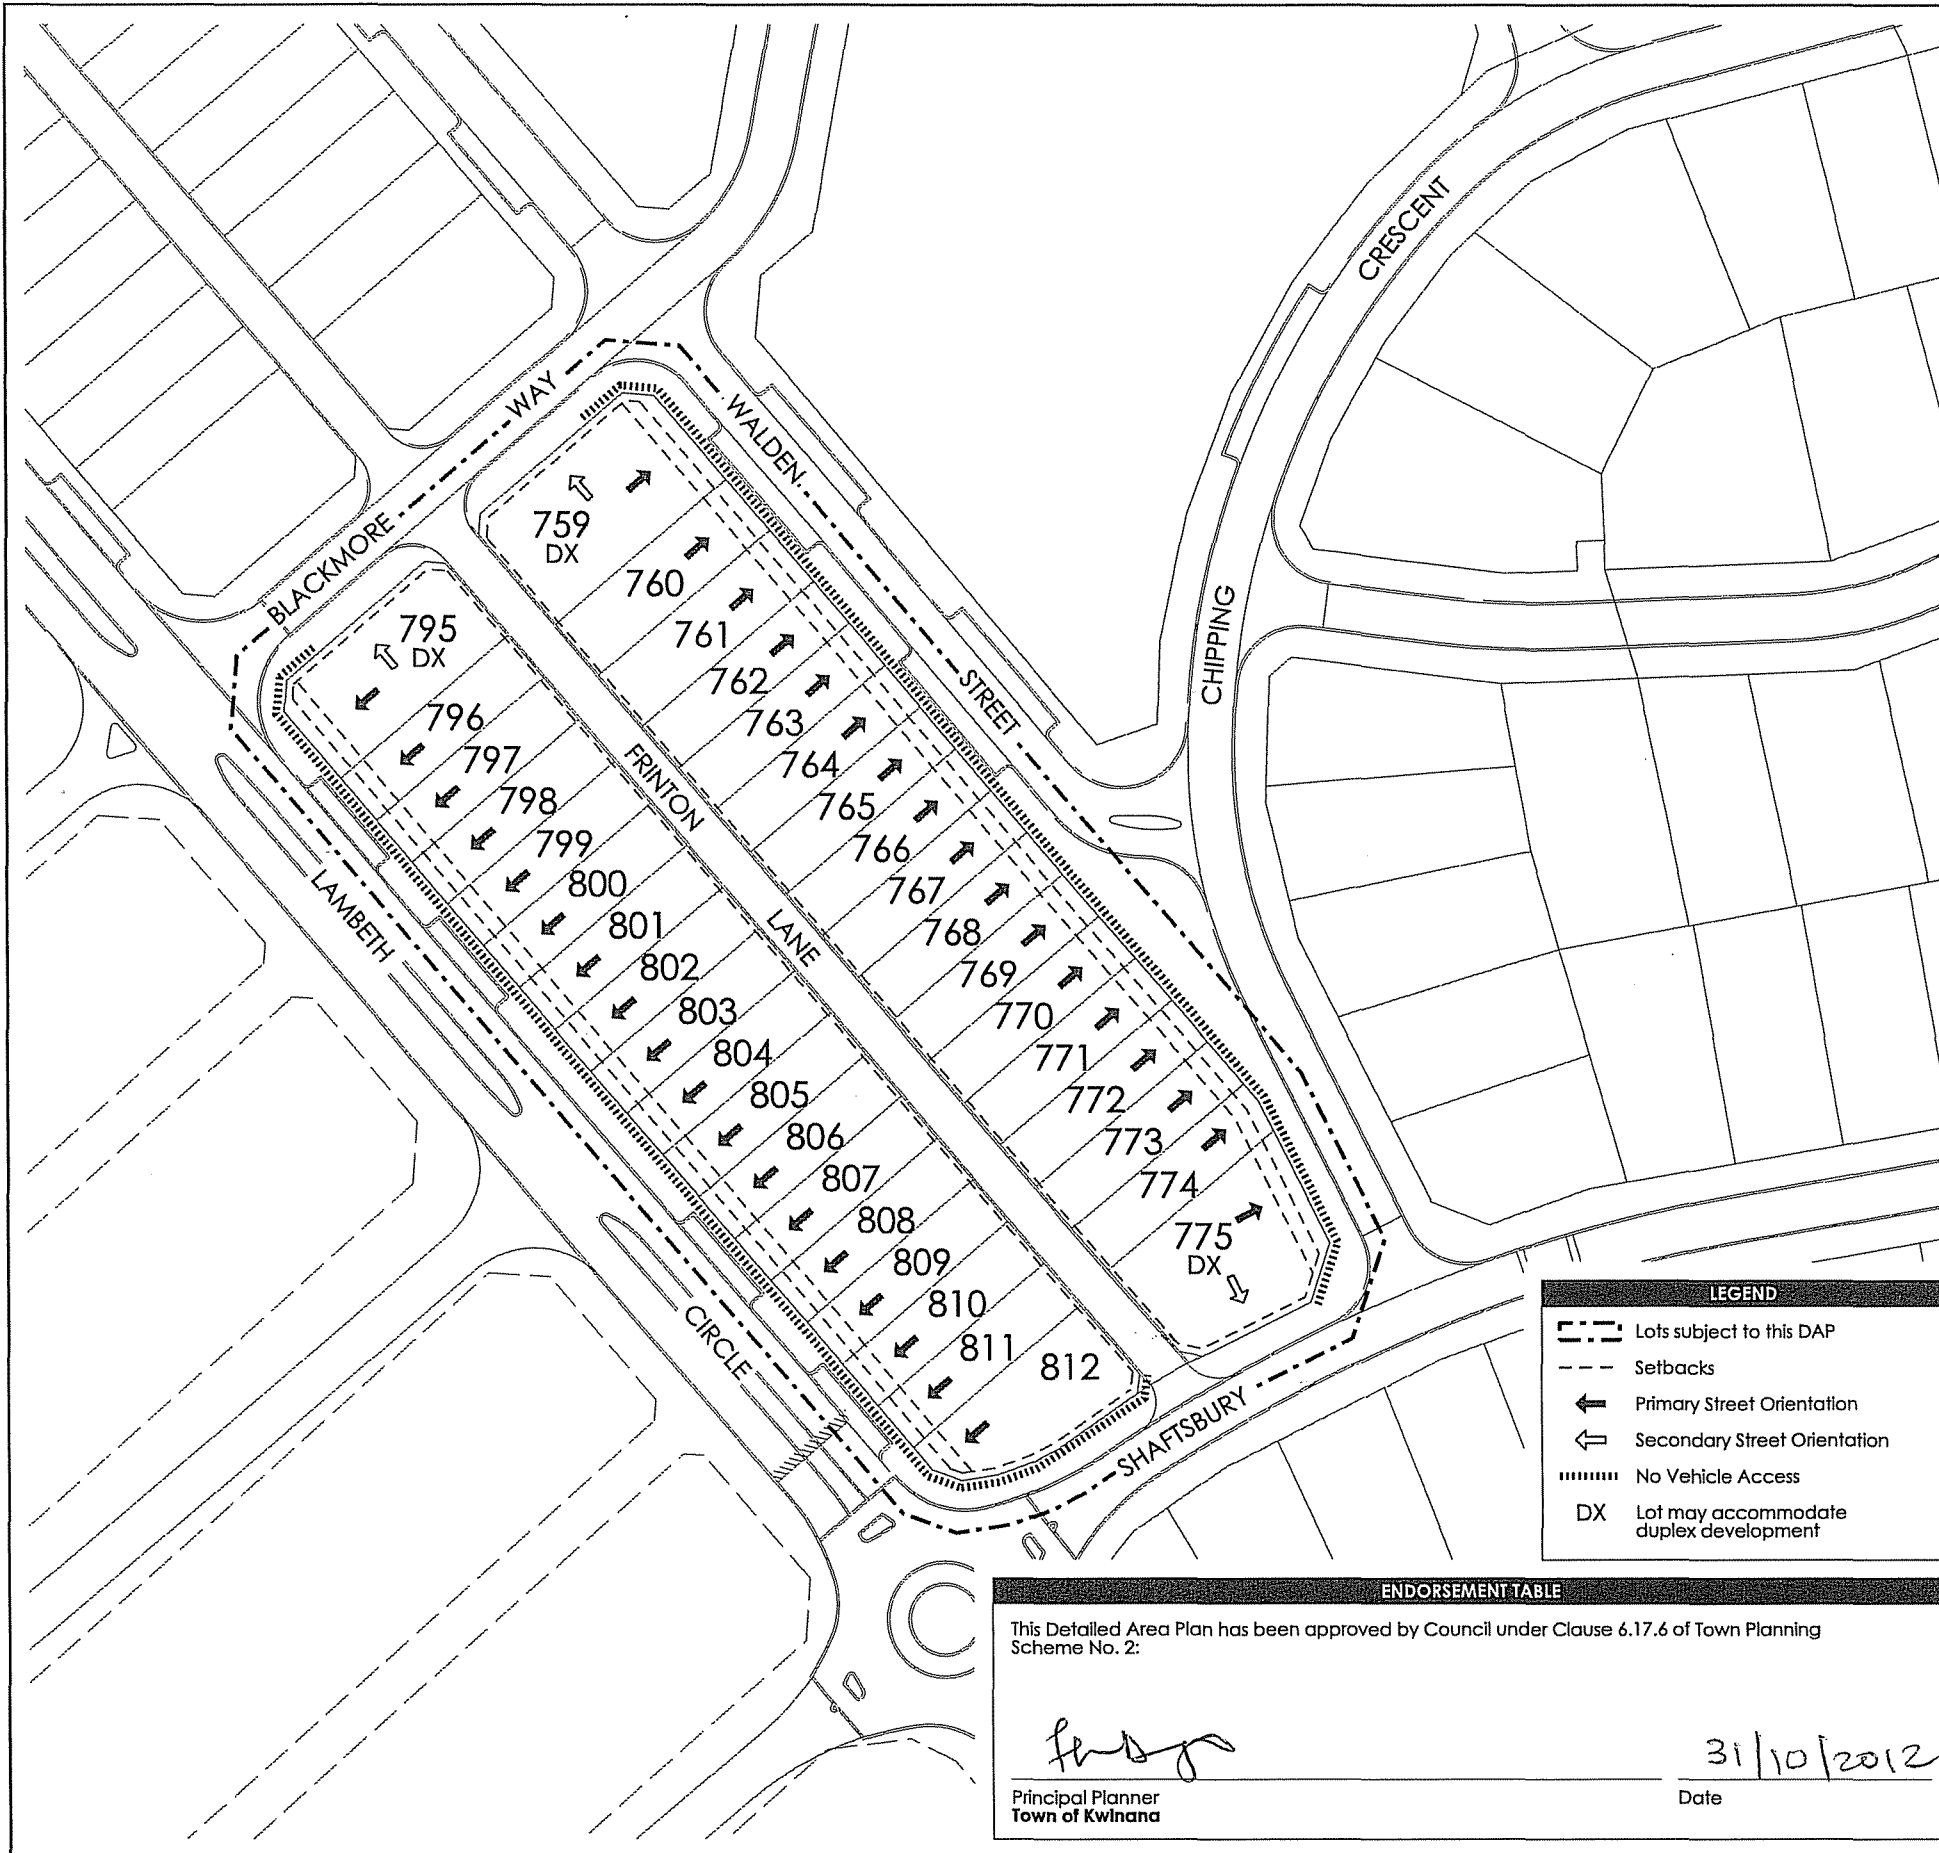 CRESCENT
WAY
WALDEN
759
DX
BLACKMORE
760
795
DX
761
CHIPPING
762
STREET
796
763
797
FRINTON
764
798
765
799
766
800
LAMBETH
767
801
LANE
768
802
769
803
770
804
771
805
772
806
773
807
774
808
775
DX
809
810
CIRCLE
811
812
SHAFTSBURY
LEGEND
Lots subject to this DAP
Setbacks
Primary Street Orientation
Secondary Street Orientation
No Vehicle Access
DX Lot may accommodate
duplex development
ENDORSEMENT TABLE
This Detailed Area Plan has been approved by Council under Clause 6.17.6 of Town Planning
Scheme No. 2:
31/10/2012
Principal Planner
Date
Town of Kwinana